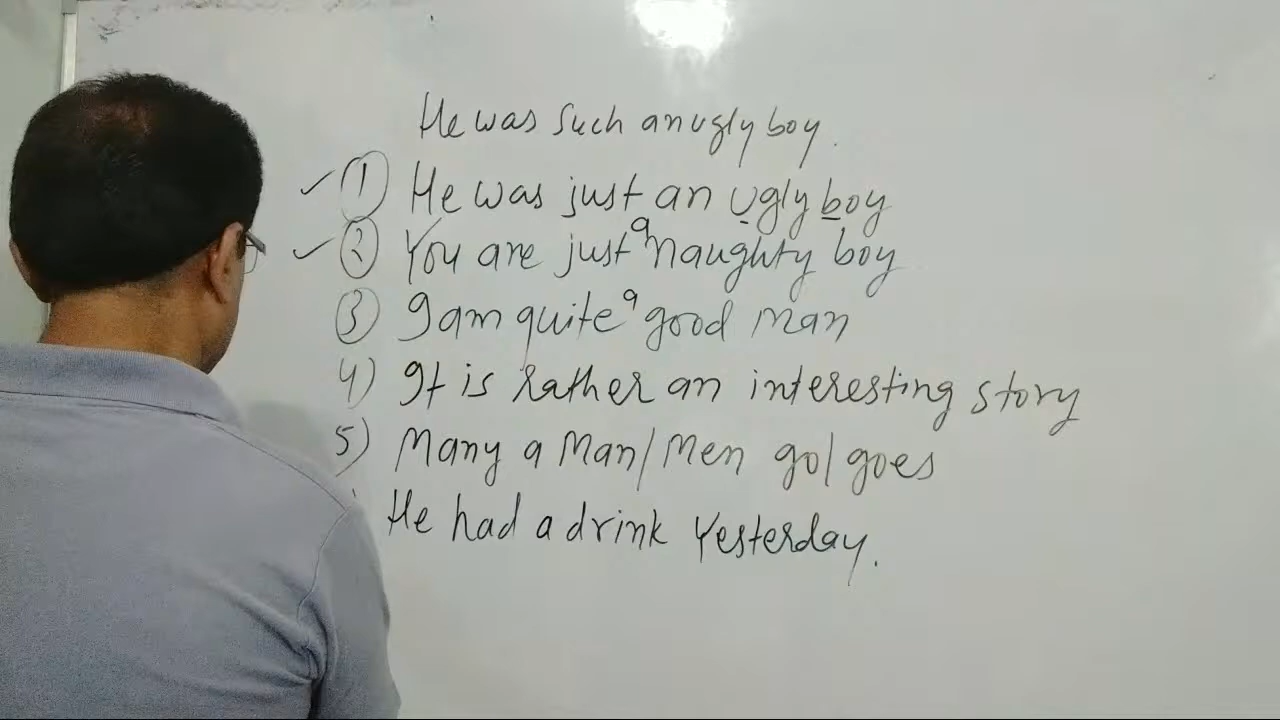 He was such an ugly boy.
① He was just an ugly boy
② You are just a naughty boy
③ I am quite a good man
4) It is rather an interesting story
5) Many a Man/Men go/goes
He had a drink Yesterday.